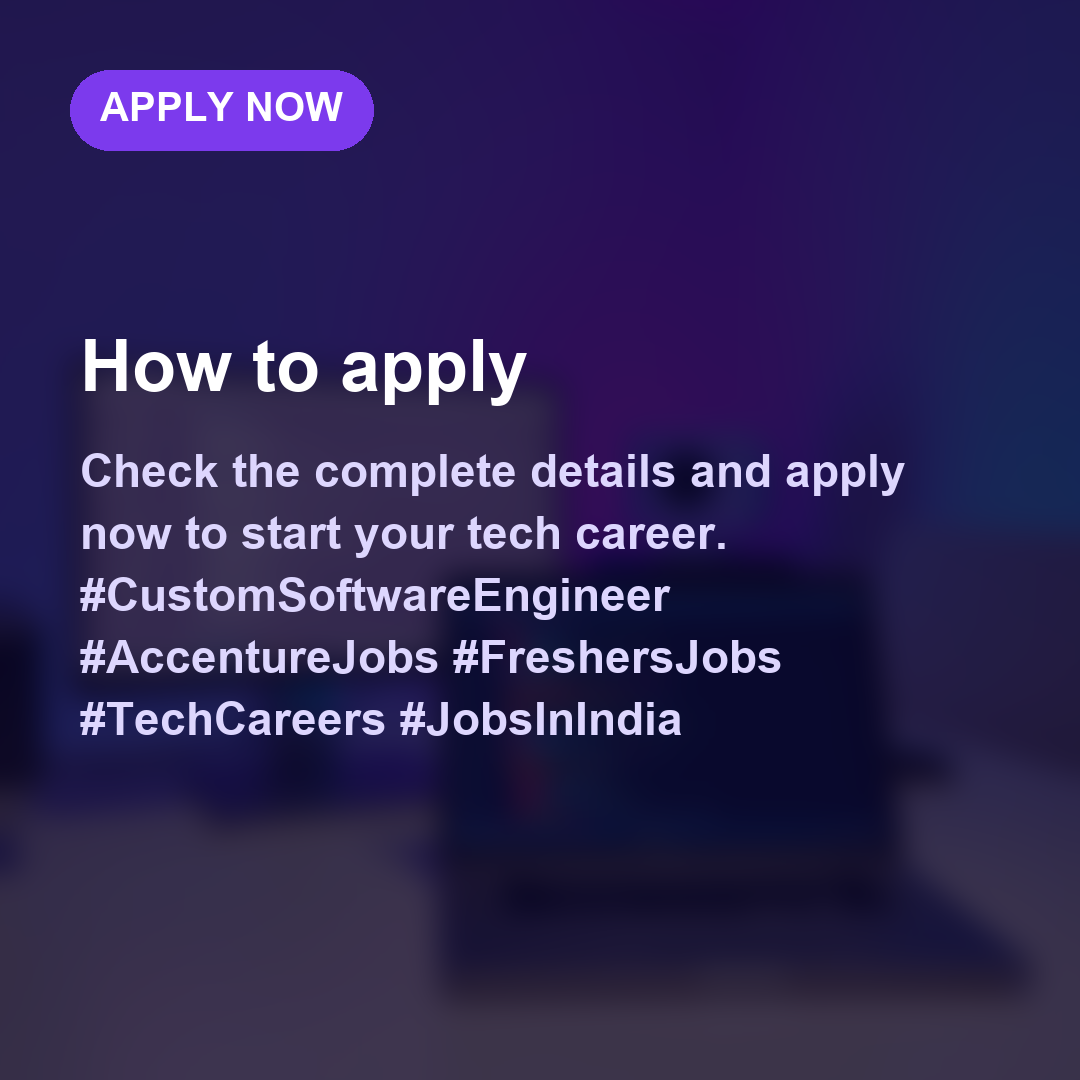 APPLY NOW
How to apply
Check the complete details and apply
now to start your tech career.
#CustomSoftwareEngineer
#AccentureJobs #FreshersJobs
#TechCareers #JobsInIndia